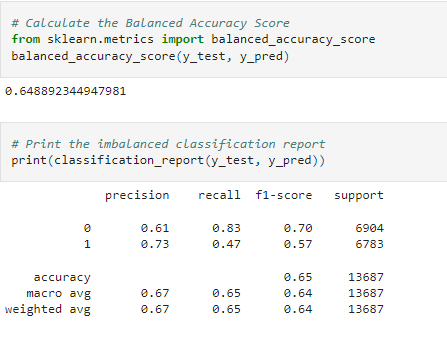 # Calculate the Balanced Accuracy Score
from sklearn.metrics import balanced_accuracy_score
balanced_accuracy_score(y_test, y_pred)
0.648892344947981
# Print the imbalanced classification report
print(classification_report(y_test, y_pred))
precision recall f1-score support
0 0.61 0.83 0.70 6904
1 0.73 0.47 0.57 6783
accuracy 0.65 13687
macro avg 0.67 0.65 0.64 13687
weighted avg 0.67 0.65 0.64 13687